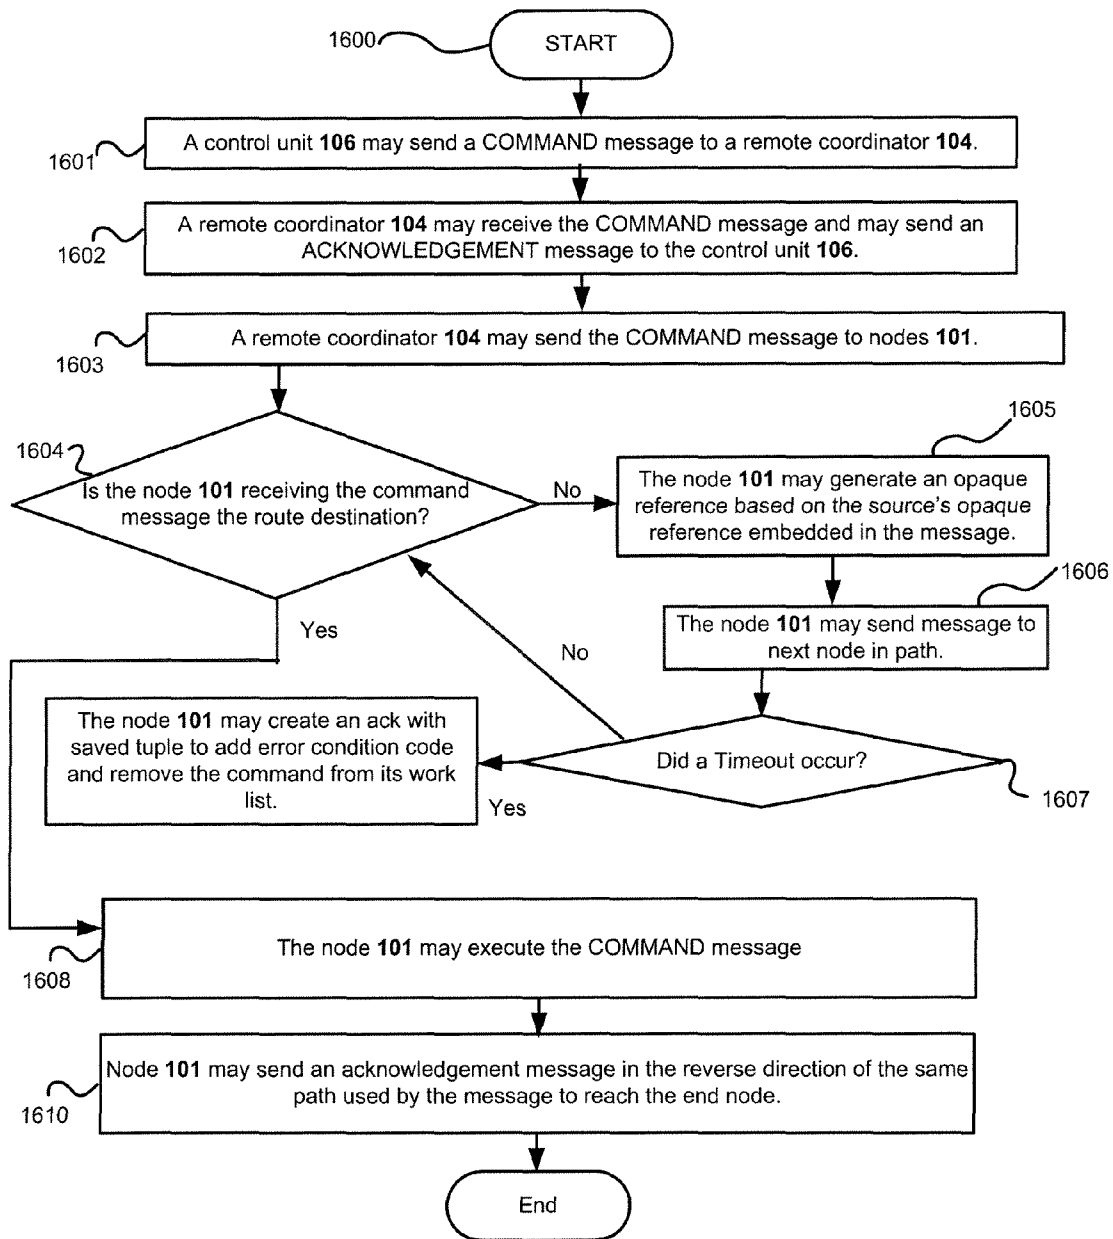 1600
START
1601
A control unit 106 may send a COMMAND message to a remote coordinator 104.
1602
A remote coordinator 104 may receive the COMMAND message and may send an
ACKNOWLEDGEMENT message to the control unit 106.
1603
A remote coordinator 104 may send the COMMAND message to nodes 101.
1604
Is the node 101 receiving the command
message the route destination?
No
1605
The node 101 may generate an opaque
reference based on the source's opaque
reference embedded in the message.
1606
The node 101 may send message to
next node in path.
Yes
No
The node 101 may create an ack with
saved tuple to add error condition code
and remove the command from its work
list.
Did a Timeout occur?
Yes
1607
1608
The node 101 may execute the COMMAND message
1610
Node 101 may send an acknowledgement message in the reverse direction of the same
path used by the message to reach the end node.
End